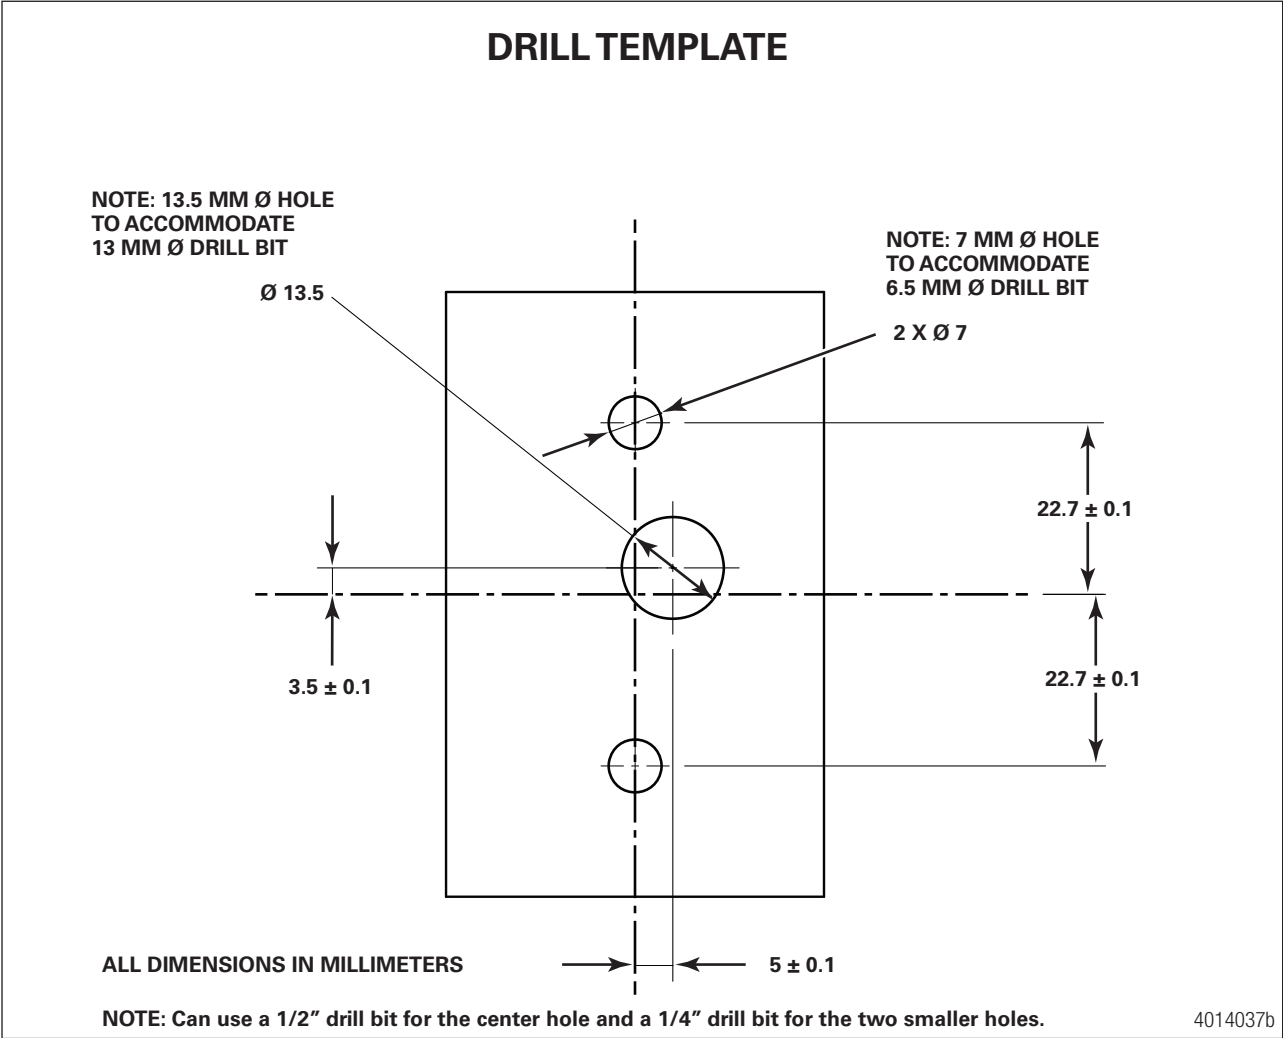 DRILL TEMPLATE
NOTE: 13.5 MM Ø HOLE
TO ACCOMMODATE
13 MM Ø DRILL BIT
Ø 13.5
NOTE: 7 MM Ø HOLE
TO ACCOMMODATE
6.5 MM Ø DRILL BIT
2 X Ø 7
22.7 ± 0.1
3.5 ± 0.1
22.7 ± 0.1
ALL DIMENSIONS IN MILLIMETERS
5 ± 0.1
NOTE: Can use a 1/2″ drill bit for the center hole and a 1/4″ drill bit for the two smaller holes.
4014037b